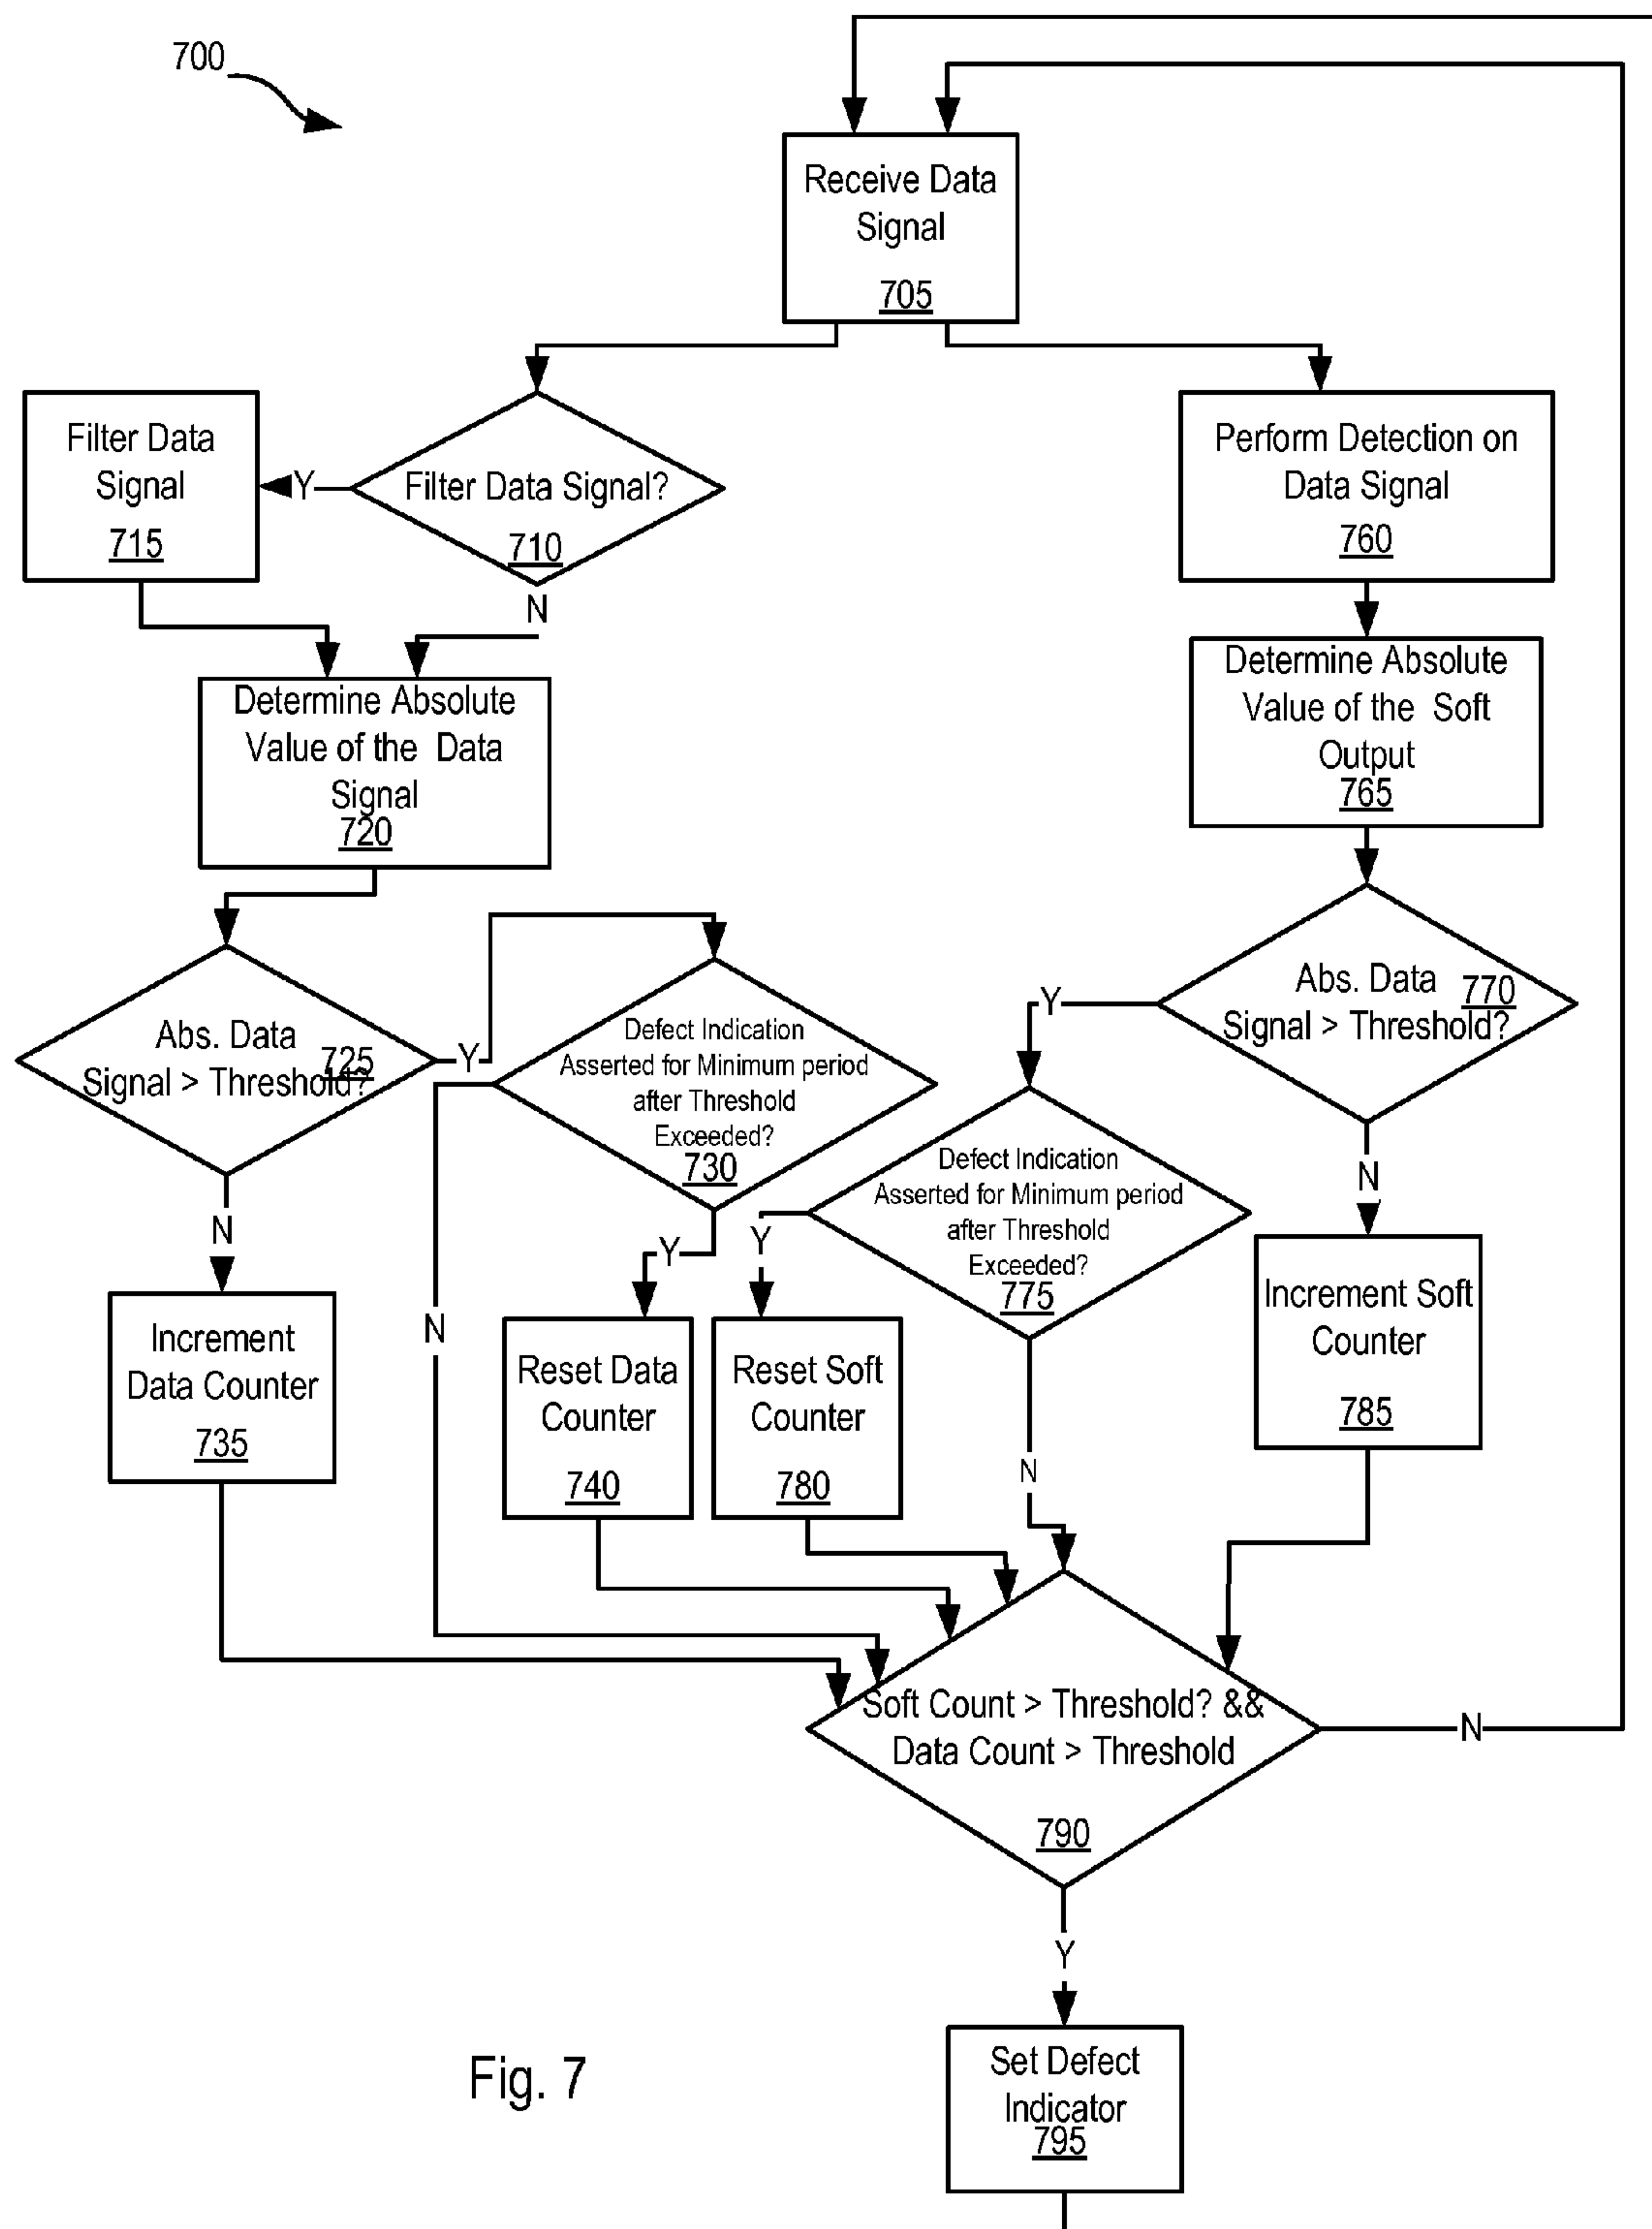 700
Receive Data
Signal
705
Filter Data
Signal
715
Y
Filter Data Signal?
710
N
Perform Detection on
Data Signal
760
Determine Absolute
Value of the Data
Signal
720
Determine Absolute
Value of the Soft
Output
765
Abs. Data
Signal > Threshold?
725
Y
N
Defect Indication
Asserted for Minimum period
after Threshold
Exceeded?
730
Y
N
Abs. Data
Signal > Threshold?
770
Y
N
Defect Indication
Asserted for Minimum period
after Threshold
Exceeded?
775
Y
N
Increment
Data Counter
735
Reset Data
Counter
740
Reset Soft
Counter
780
Increment Soft
Counter
785
Soft Count > Threshold? &&
Data Count > Threshold
790
N
Y
Set Defect
Indicator
795
Fig. 7